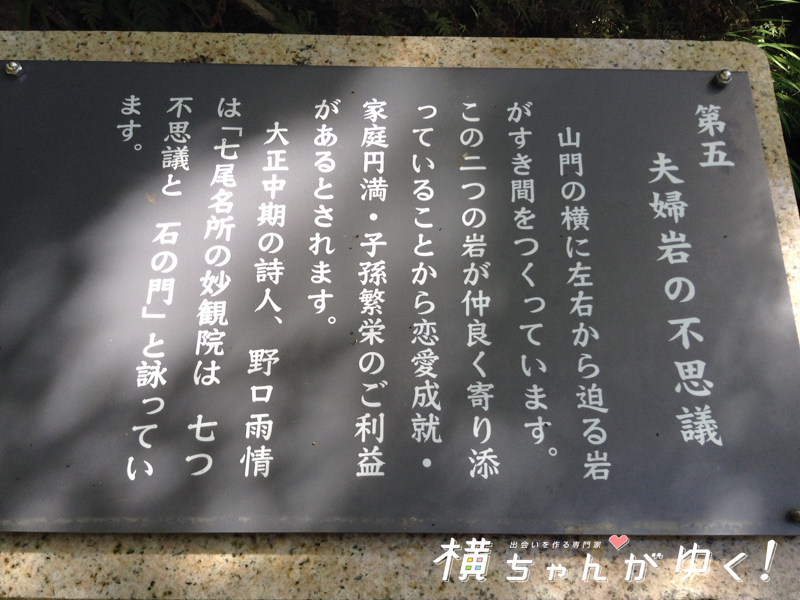 第五
夫婦岩の不思議
山門の横に左右から迫る岩
がすき間をつくっています。
この二つの岩が仲良く寄り添
っていることから恋愛成就・
家庭円満・子孫繁栄のご利益
があるとされます。
大正中期の詩人、野口雨情
は「七尾名所の妙観院は 七つ
不思議と 石の門」と詠ってい
ます。
出会いを作る専門家
横ちゃんがゆく！